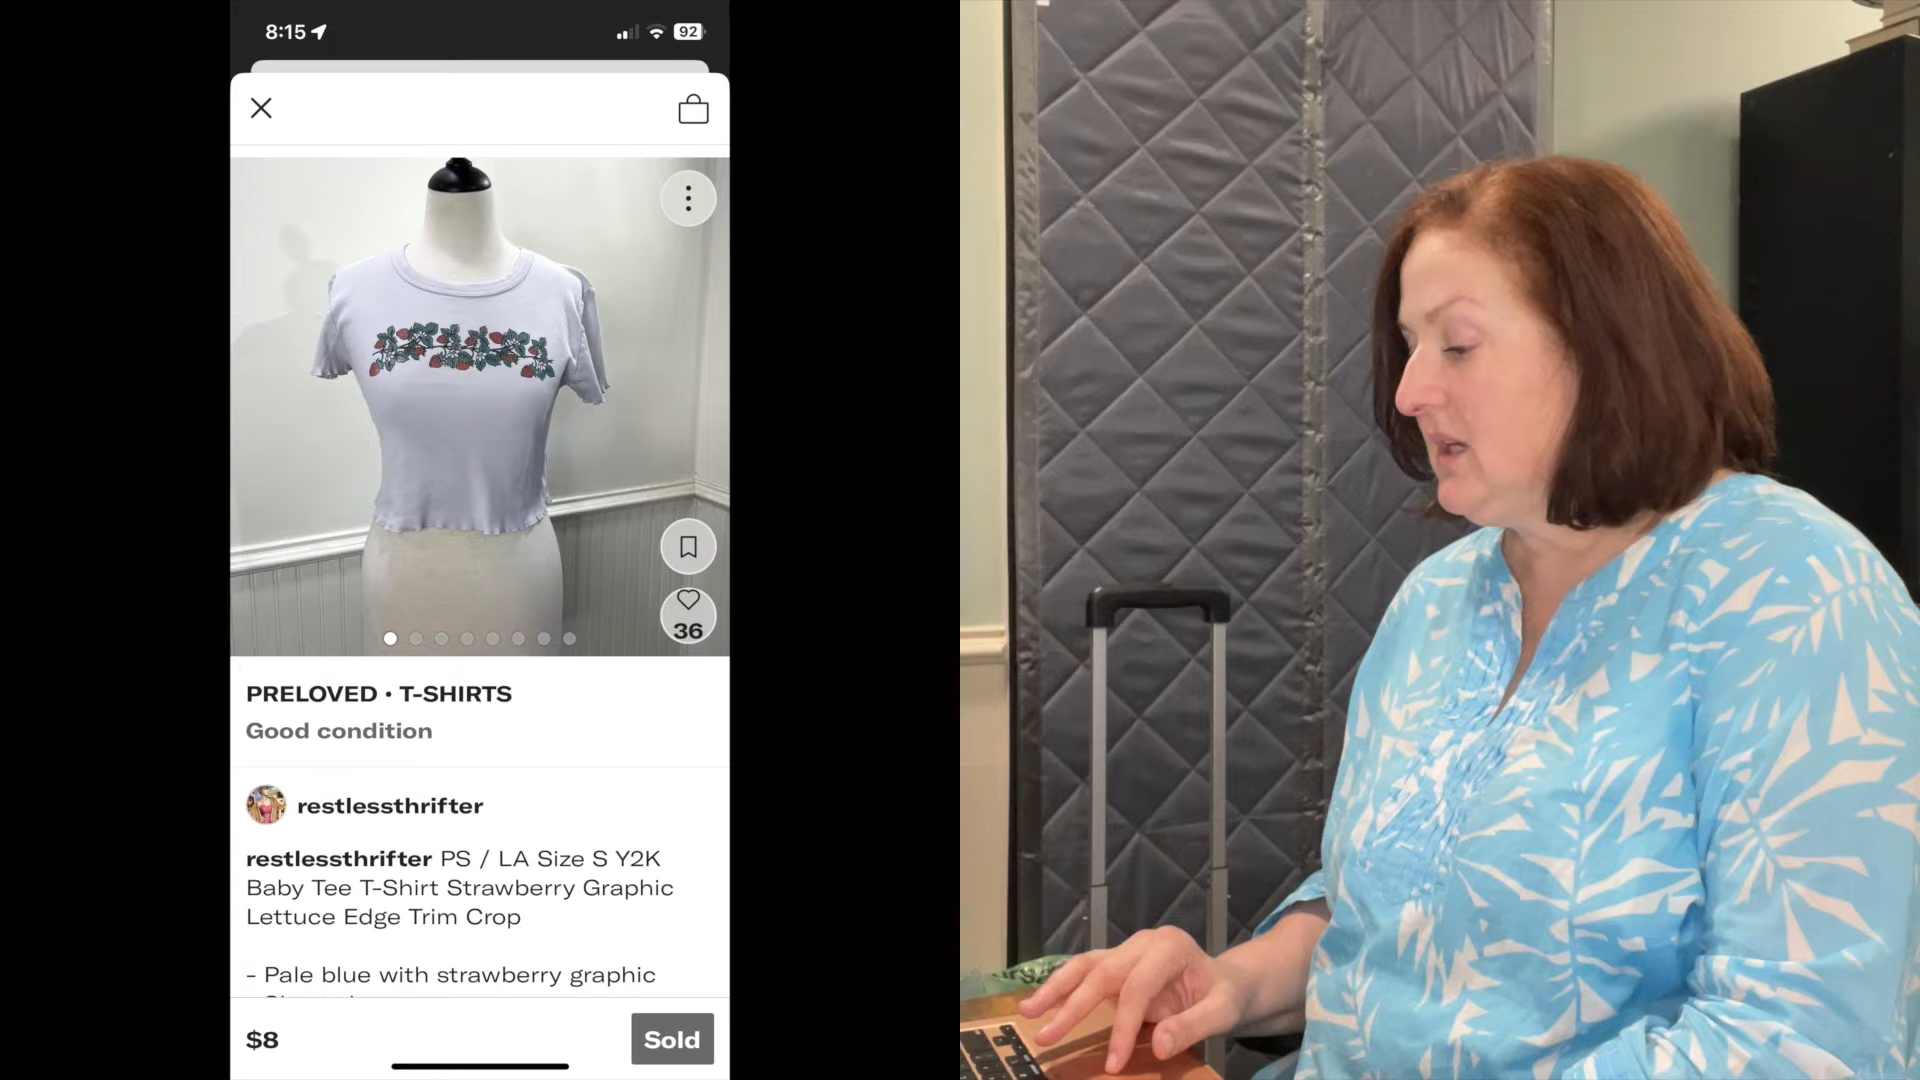 8:15
92
36
PRELOVED • T-SHIRTS
Good condition
restlessthrifter
restlessthrifter PS / LA Size S Y2K
Baby Tee T-Shirt Strawberry Graphic
Lettuce Edge Trim Crop
- Pale blue with strawberry graphic
$8
Sold